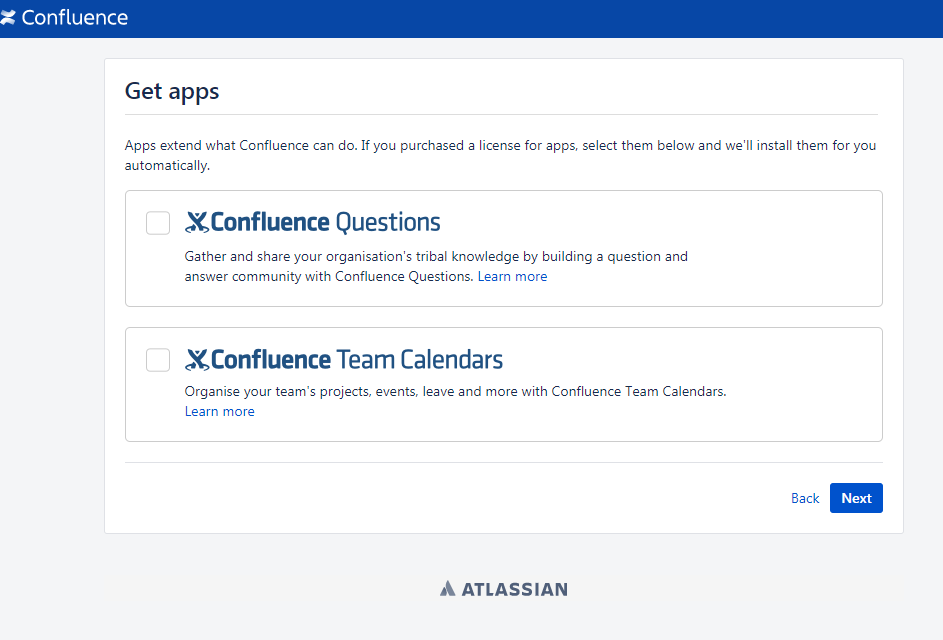 Confluence
Get apps
Apps extend what Confluence can do. If you purchased a license for apps, select them below and we'll install them for you
automatically.
Confluence Questions
Gather and share your organisation's tribal knowledge by building a question and
answer community with Confluence Questions. Learn more
Confluence Team Calendars
Organise your team's projects, events, leave and more with Confluence Team Calendars.
Learn more
Back Next
ATLASSIAN